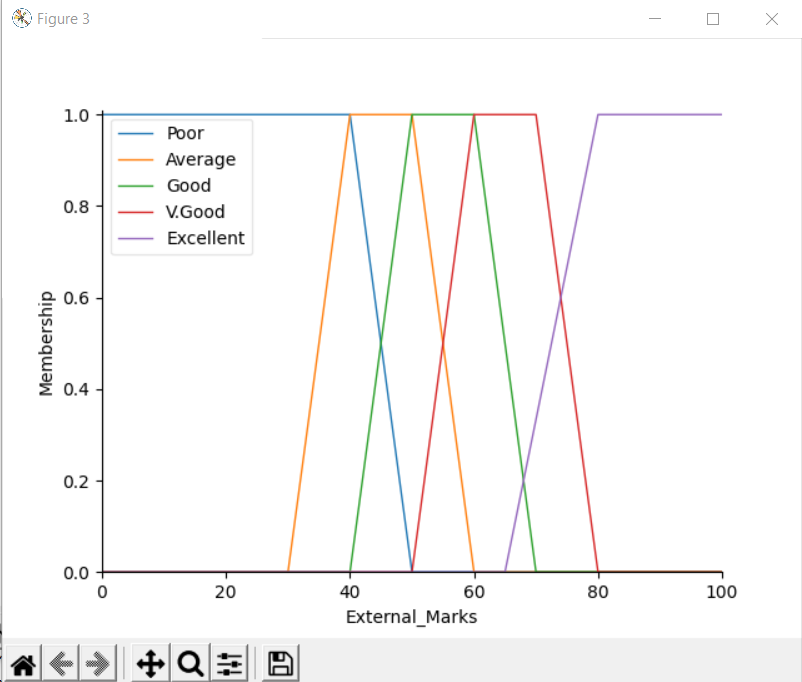 Figure 3
1.0
0.8
0.6
0.4
0.2
0.0
Membership
Poor
Average
Good
V.Good
Excellent
0 20 40 60 80 100
External_Marks